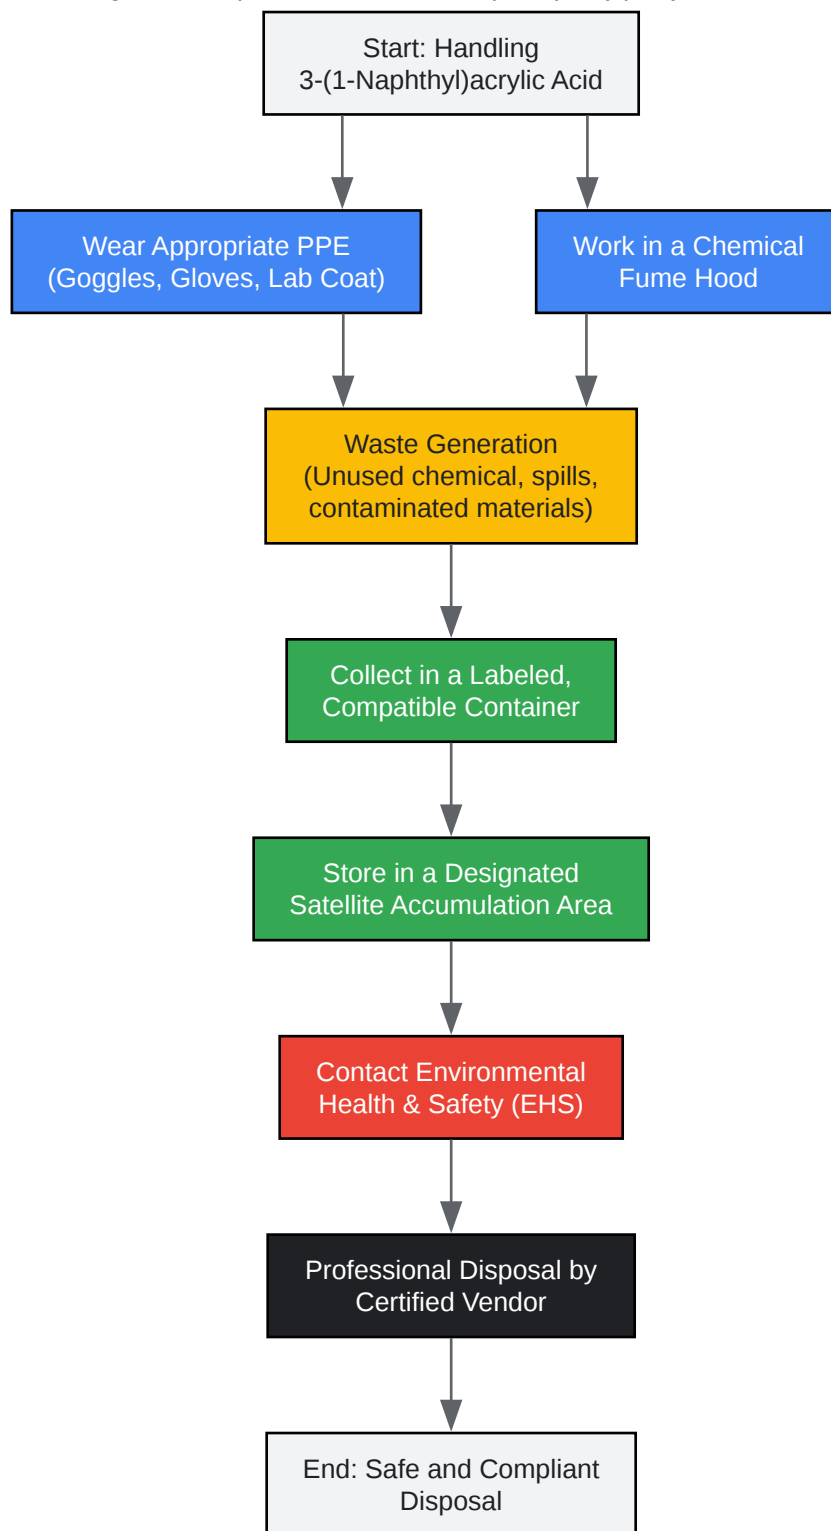 Start: Handling
3-(1-Naphthyl)acrylic Acid
Wear Appropriate PPE
(Goggles, Gloves, Lab Coat)
Work in a Chemical
Fume Hood
Waste Generation
(Unused chemical, spills,
contaminated materials)
Collect in a Labeled,
Compatible Container
Store in a Designated
Satellite Accumulation Area
Contact Environmental
Health & Safety (EHS)
Professional Disposal by
Certified Vendor
End: Safe and Compliant
Disposal